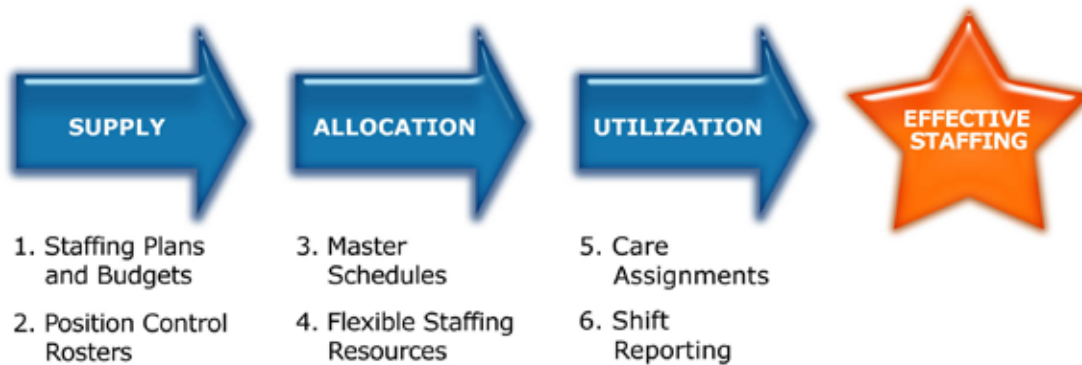 SUPPLY
ALLOCATION
UTILIZATION
EFFECTIVE
STAFFING
1. Staffing Plans
and Budgets
2. Position Control
Rosters
3. Master
Schedules
4. Flexible Staffing
Resources
5. Care
Assignments
6. Shift
Reporting